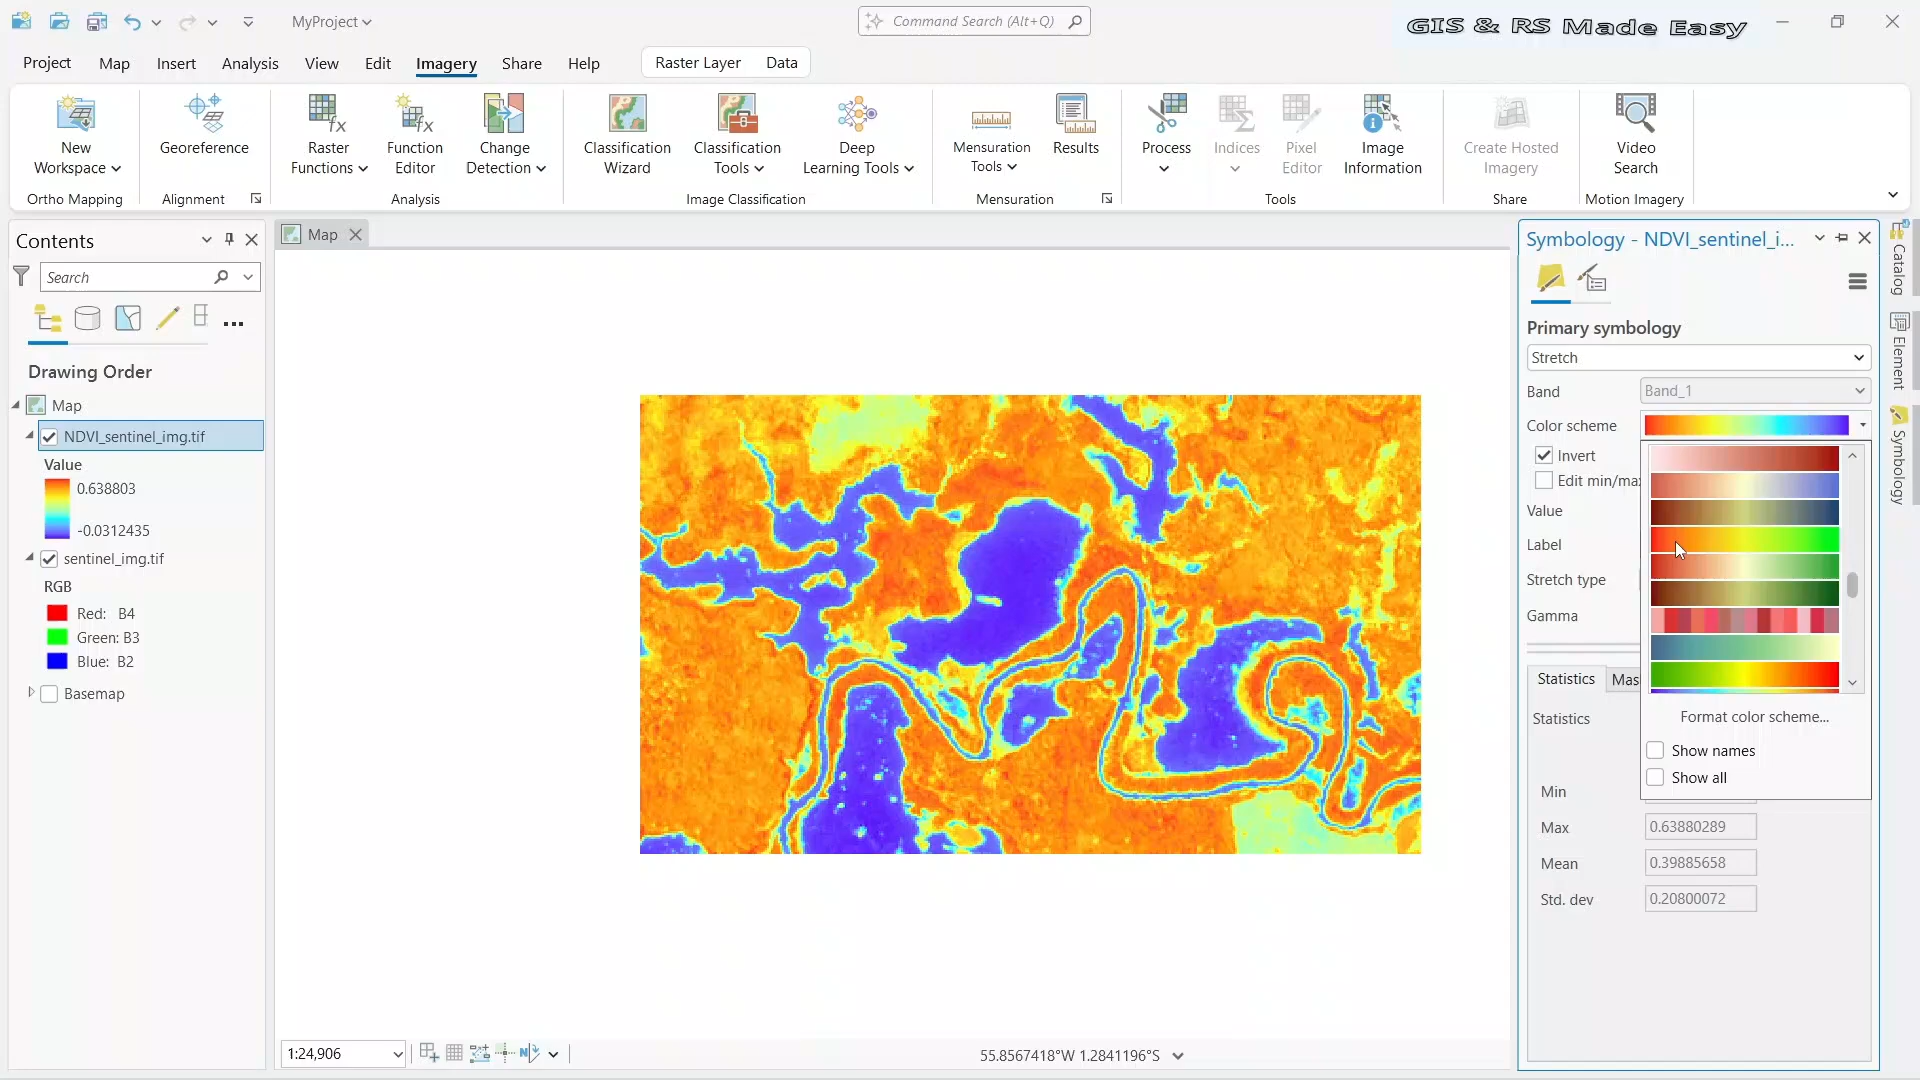 MyProject
Command Search (Alt+Q)
GIS & RS Made Easy
Project
Map
Insert
Analysis
View
Edit
Imagery
Share
Help
Raster Layer
Data
New
Workspace
Georeference
Raster
Functions
Function
Editor
Change
Detection
Classification
Wizard
Classification
Tools
Deep
Learning Tools
Mensuration
Tools
Results
Process
Indices
Pixel
Editor
Image
Information
Create Hosted
Imagery
Video
Search
Ortho Mapping
Alignment
Analysis
Image Classification
Mensuration
Tools
Share
Motion Imagery
Contents
Search
Drawing Order
Map
NDVI_sentinel_img.tif
Value
0.638803
-0.0312435
sentinel_img.tif
RGB
Red: B4
Green: B3
Blue: B2
Basemap
Map
1:24,906
55.8567418°W 1.2841196°S
Symbology - NDVI_sentinel_i...
Primary symbology
Stretch
Band
Band_1
Color scheme
Invert
Edit min/max
Value
Label
Stretch type
Gamma
Format color scheme...
Show names
Show all
Statistics
Mas
Statistics
Min
Max
0.63880289
Mean
0.39885658
Std. dev
0.20800072
Catalog
Element
Symbology